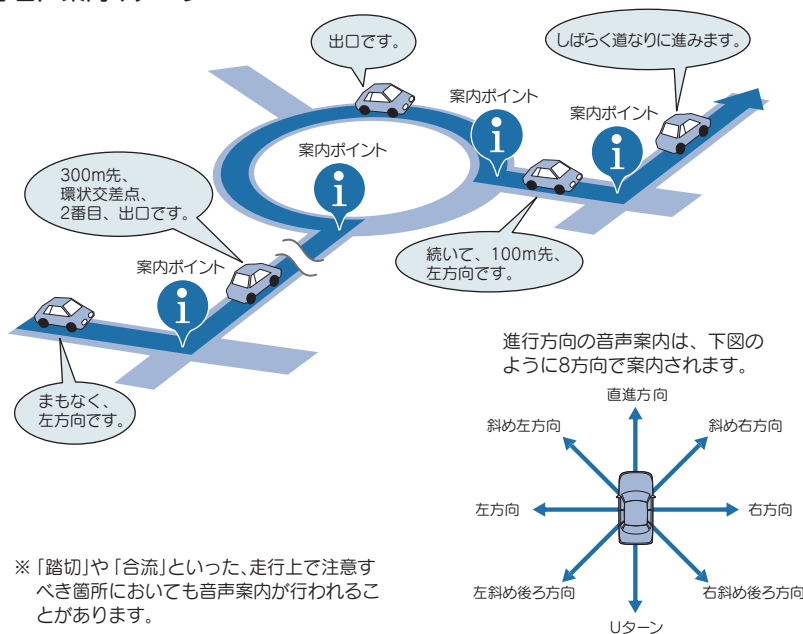 出口です。
しばらく道なりに進みます。
案内ポイント
案内ポイント
案内ポイント
300m先、
環状交差点、
2番目、出口です。
続いて、100m先、
左方向です。
案内ポイント
まもなく、
左方向です。
進行方向の音声案内は、下図の
ように8方向で案内されます。
直進方向
斜め左方向
斜め右方向
左方向
右方向
左斜め後ろ方向
右斜め後ろ方向
Uターン
※「踏切」や「合流」といった、走行上で注意す
べき箇所においても音声案内が行われるこ
とがあります。